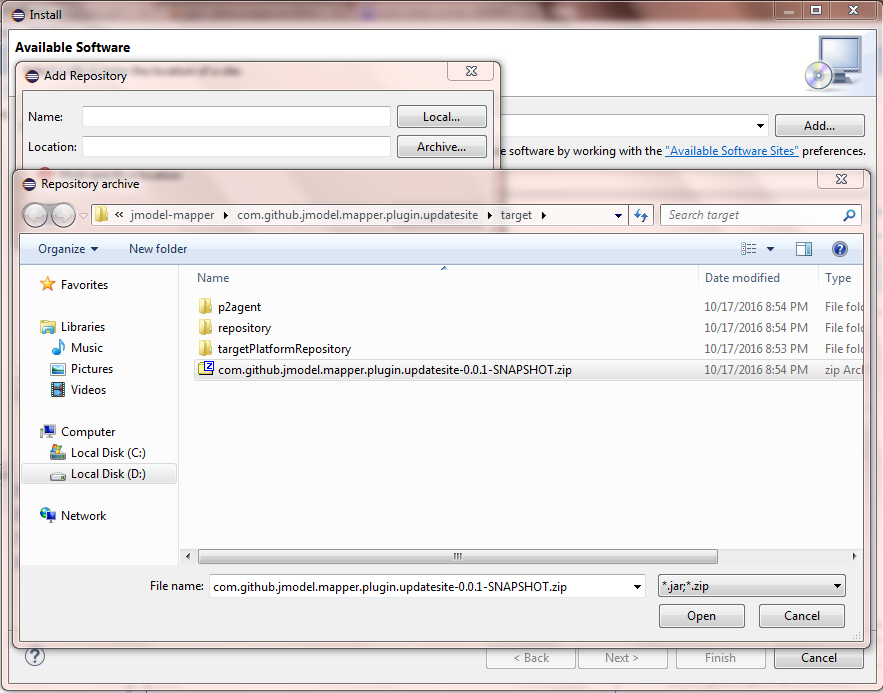 Install
Available Software
Add Repository
Name:
Local...
Location:
Archive...
Add...
e software by working with the "Available Software Sites" preferences.
Repository archive
« jmodel-mapper com.github.jmodel.mapper.plugin.updatesite target
Search target
Organize
New folder
Favorites
Libraries
Music
Pictures
Videos
Computer
Local Disk (C:)
Local Disk (D:)
Network
Name Date modified Type
p2agent 10/17/2016 8:54 PM File fold
repository 10/17/2016 8:54 PM File fold
targetPlatformRepository 10/17/2016 8:53 PM File fold
com.github.jmodel.mapper.plugin.updatesite-0.0.1-SNAPSHOT.zip 10/17/2016 8:54 PM zip Arch
File name: com.github.jmodel.mapper.plugin.updatesite-0.0.1-SNAPSHOT.zip
*.jar;*.zip
Open
Cancel
< Back
Next >
Finish
Cancel